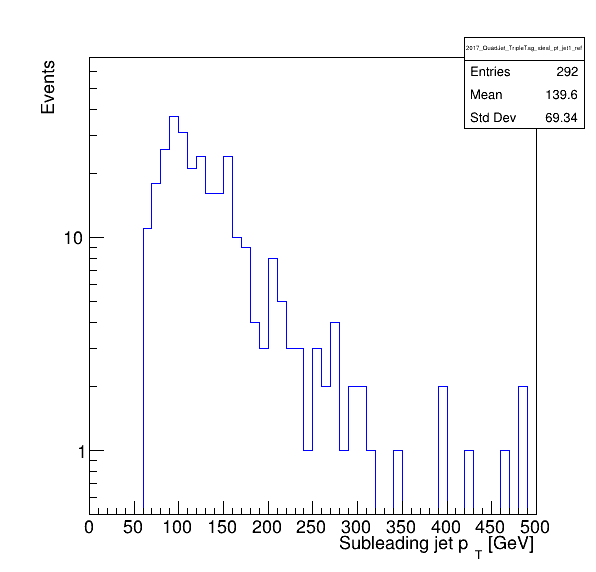 2017_QuadJet_TripleTag_steal_pt_jet1_ref
Entries 292
Mean 139.6
Std Dev 69.34
Events
10
1
0 50 100 150 200 250 300 350 400 450 500
Subleading jet p T [GeV]